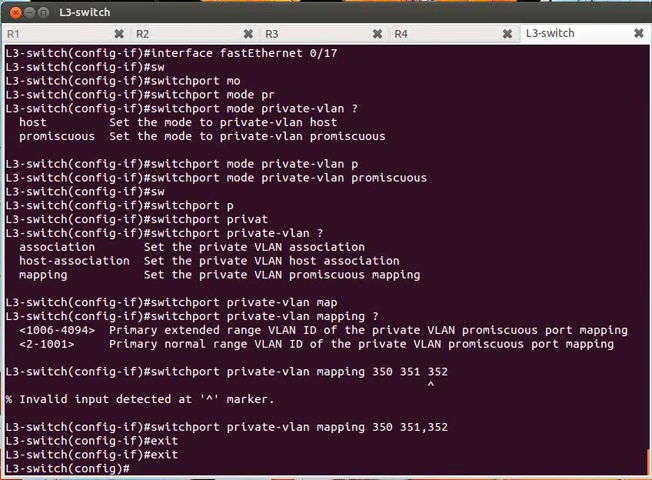 L3-switch
R1
R2
R3
R4
L3-switch
L3-switch(config-if)#interface fastEthernet 0/17
L3-switch(config-if)#sw
L3-switch(config-if)#switchport mo
L3-switch(config-if)#switchport mode pr
L3-switch(config-if)#switchport mode private-vlan ?
host Set the mode to private-vlan host
promiscuous Set the mode to private-vlan promiscuous
L3-switch(config-if)#switchport mode private-vlan p
L3-switch(config-if)#switchport mode private-vlan promiscuous
L3-switch(config-if)#sw
L3-switch(config-if)#switchport p
L3-switch(config-if)#switchport privat
L3-switch(config-if)#switchport private-vlan ?
association Set the private VLAN association
host-association Set the private VLAN host association
mapping Set the private VLAN promiscuous mapping
L3-switch(config-if)#switchport private-vlan map
L3-switch(config-if)#switchport private-vlan mapping ?
<1006-4094> Primary extended range VLAN ID of the private VLAN promiscuous port mapping
<2-1001> Primary normal range VLAN ID of the private VLAN promiscuous port mapping
L3-switch(config-if)#switchport private-vlan mapping 350 351 352
^
% Invalid input detected at '^' marker.
L3-switch(config-if)#switchport private-vlan mapping 350 351,352
L3-switch(config-if)#exit
L3-switch(config-if)#exit
L3-switch(config)#